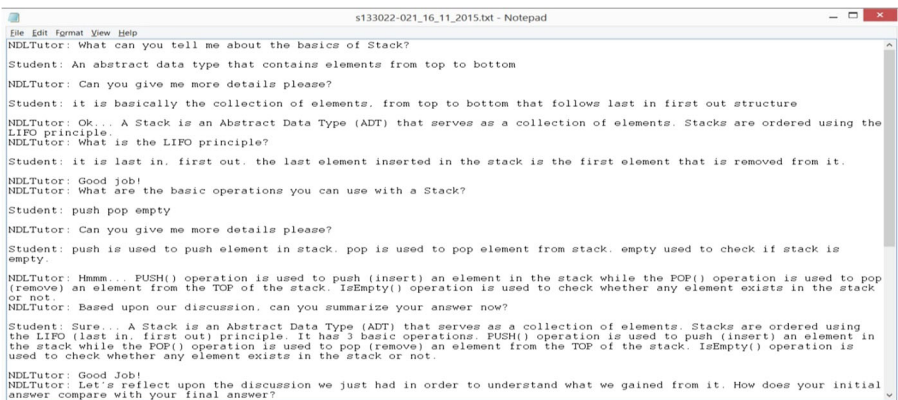 s133022-021_16_11_2015.txt - Notepad
File Edit Format View Help
NDLTutor: What can you tell me about the basics of Stack?
Student: An abstract data type that contains elements from top to bottom
NDLTutor: Can you give me more details please?
Student: it is basically the collection of elements, from top to bottom that follows last in first out structure
NDLTutor: Ok... A Stack is an Abstract Data Type (ADT) that serves as a collection of elements. Stacks are ordered using the
LIFO principle.
NDLTutor: What is the LIFO principle?
Student: it is last in, first out. the last element inserted in the stack is the first element that is removed from it.
NDLTutor: Good job!
NDLTutor: What are the basic operations you can use with a Stack?
Student: push pop empty
NDLTutor: Can you give me more details please?
Student: push is used to push element in stack. pop is used to pop element from stack. empty used to check if stack is
empty.
NDLTutor: Hmmm... PUSH() operation is used to push (insert) an element in the stack while the POP() operation is used to pop
(remove) an element from the TOP of the stack. IsEmpty() operation is used to check whether any element exists in the stack
or not.
NDLTutor: Based upon our discussion, can you summarize your answer now?
Student: Sure... A Stack is an Abstract Data Type (ADT) that serves as a collection of elements. Stacks are ordered using
the LIFO (last in, first out) principle. It has 3 basic operations. PUSH() operation is used to push (insert) an element in
the stack while the POP() operation is used to pop (remove) an element from the TOP of the stack. IsEmpty() operation is
used to check whether any element exists in the stack or not.
NDLTutor: Good Job!
NDLTutor: Let's reflect upon the discussion we just had in order to understand what we gained from it. How does your initial
answer compare with your final answer?